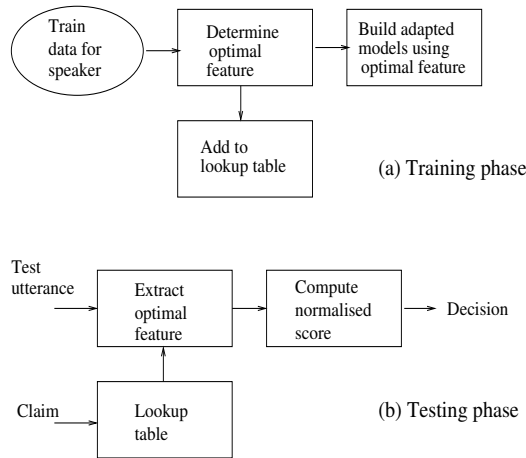 Train
data for
speaker
Determine
optimal
feature
Build adapted
models using
optimal feature
Add to
lookup table
(a) Training phase
Test
utterance
Extract
optimal
feature
Compute
normalised
score
Decision
Claim
Lookup
table
(b) Testing phase